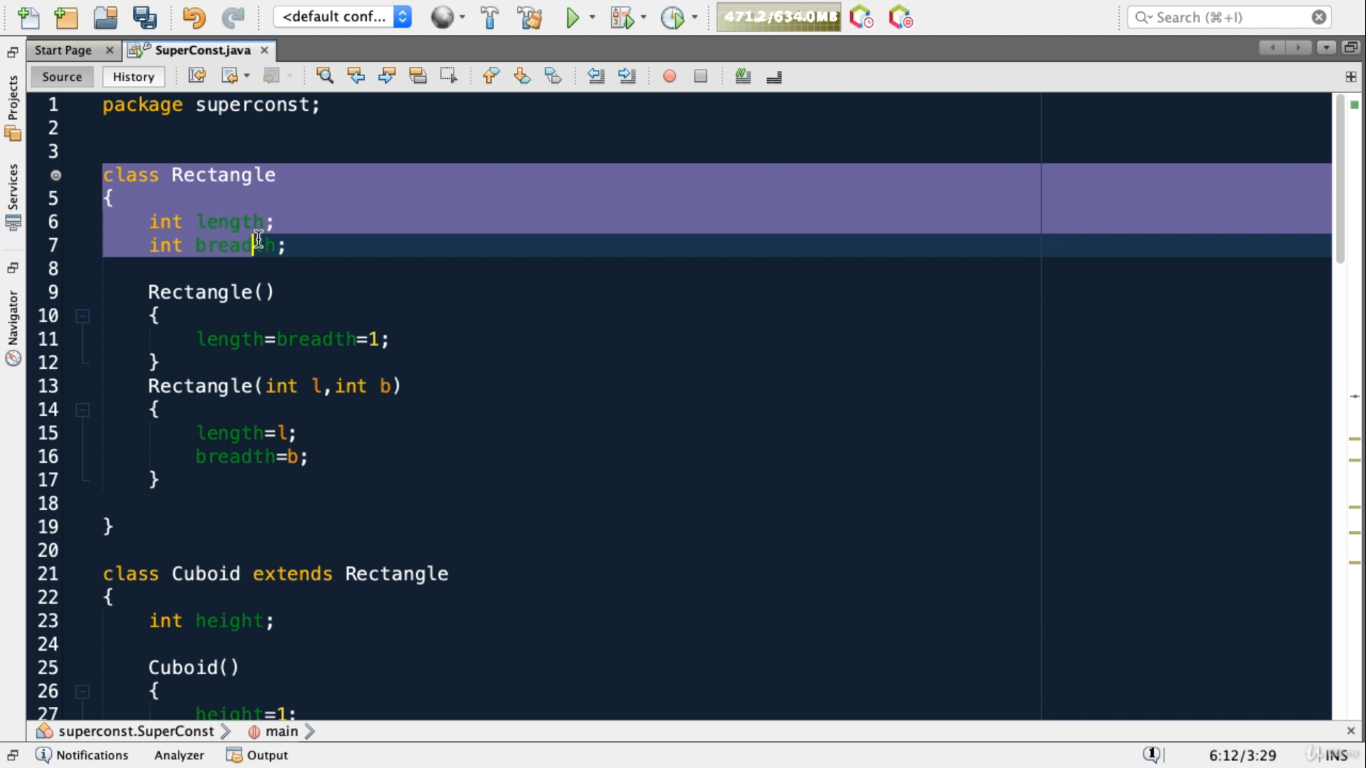 <default conf...
471.2/634.0MB
Search (⌘+I)
Start Page
SuperConst.java
Source
History
Projects
Services
Navigator
1 package superconst;
2
3
class Rectangle
5 {
6 int length;
7 int breadth;
8
9 Rectangle()
10 {
11 length=breadth=1;
12 }
13 Rectangle(int l,int b)
14 {
15 length=l;
16 breadth=b;
17 }
18
19 }
20
21 class Cuboid extends Rectangle
22 {
23 int height;
24
25 Cuboid()
26 {
27 height=1;
superconst.SuperConst
main
Notifications
Analyzer
Output
1
6:12/3:29
INS